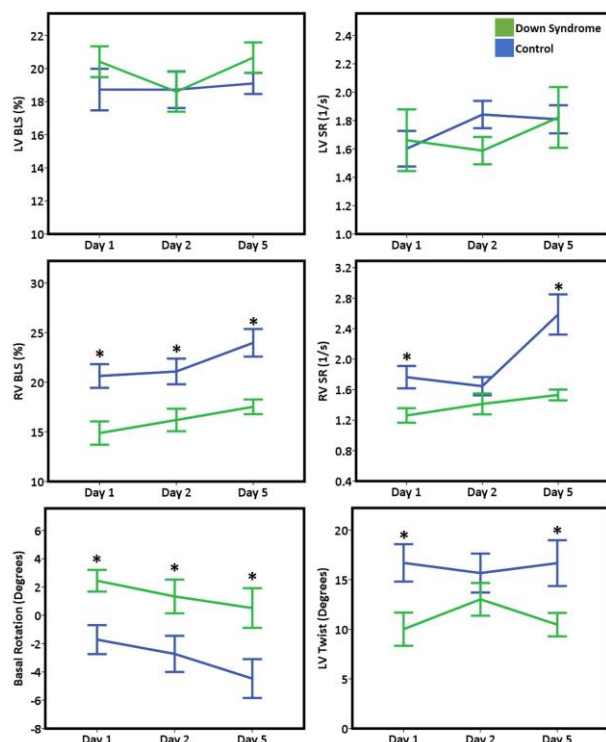 LV BLS (%)
22
20
18
16
14
12
10
Day 1 Day 2 Day 5
LV SR (1/s)
2.4
2.2
2.0
1.8
1.6
1.4
1.2
1.0
Down Syndrome
Control
Day 1 Day 2 Day 5
RV BLS (%)
30
25
20
15
10
* * *
Day 1 Day 2 Day 5
RV SR (1/s)
3.2
2.8
2.4
2.0
1.6
1.2
0.8
0.4
* *
Day 1 Day 2 Day 5
Basal Rotation (Degrees)
6
4
2
0
-2
-4
-6
-8
* * *
Day 1 Day 2 Day 5
LV Twist (Degrees)
20
15
10
5
0
* *
Day 1 Day 2 Day 5